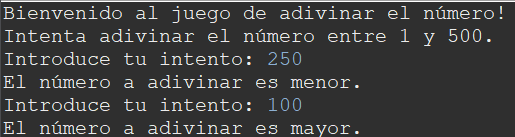 Bienvenido al juego de adivinar el número!
Intenta adivinar el número entre 1 y 500.
Introduce tu intento: 250
El número a adivinar es menor.
Introduce tu intento: 100
El número a adivinar es mayor.